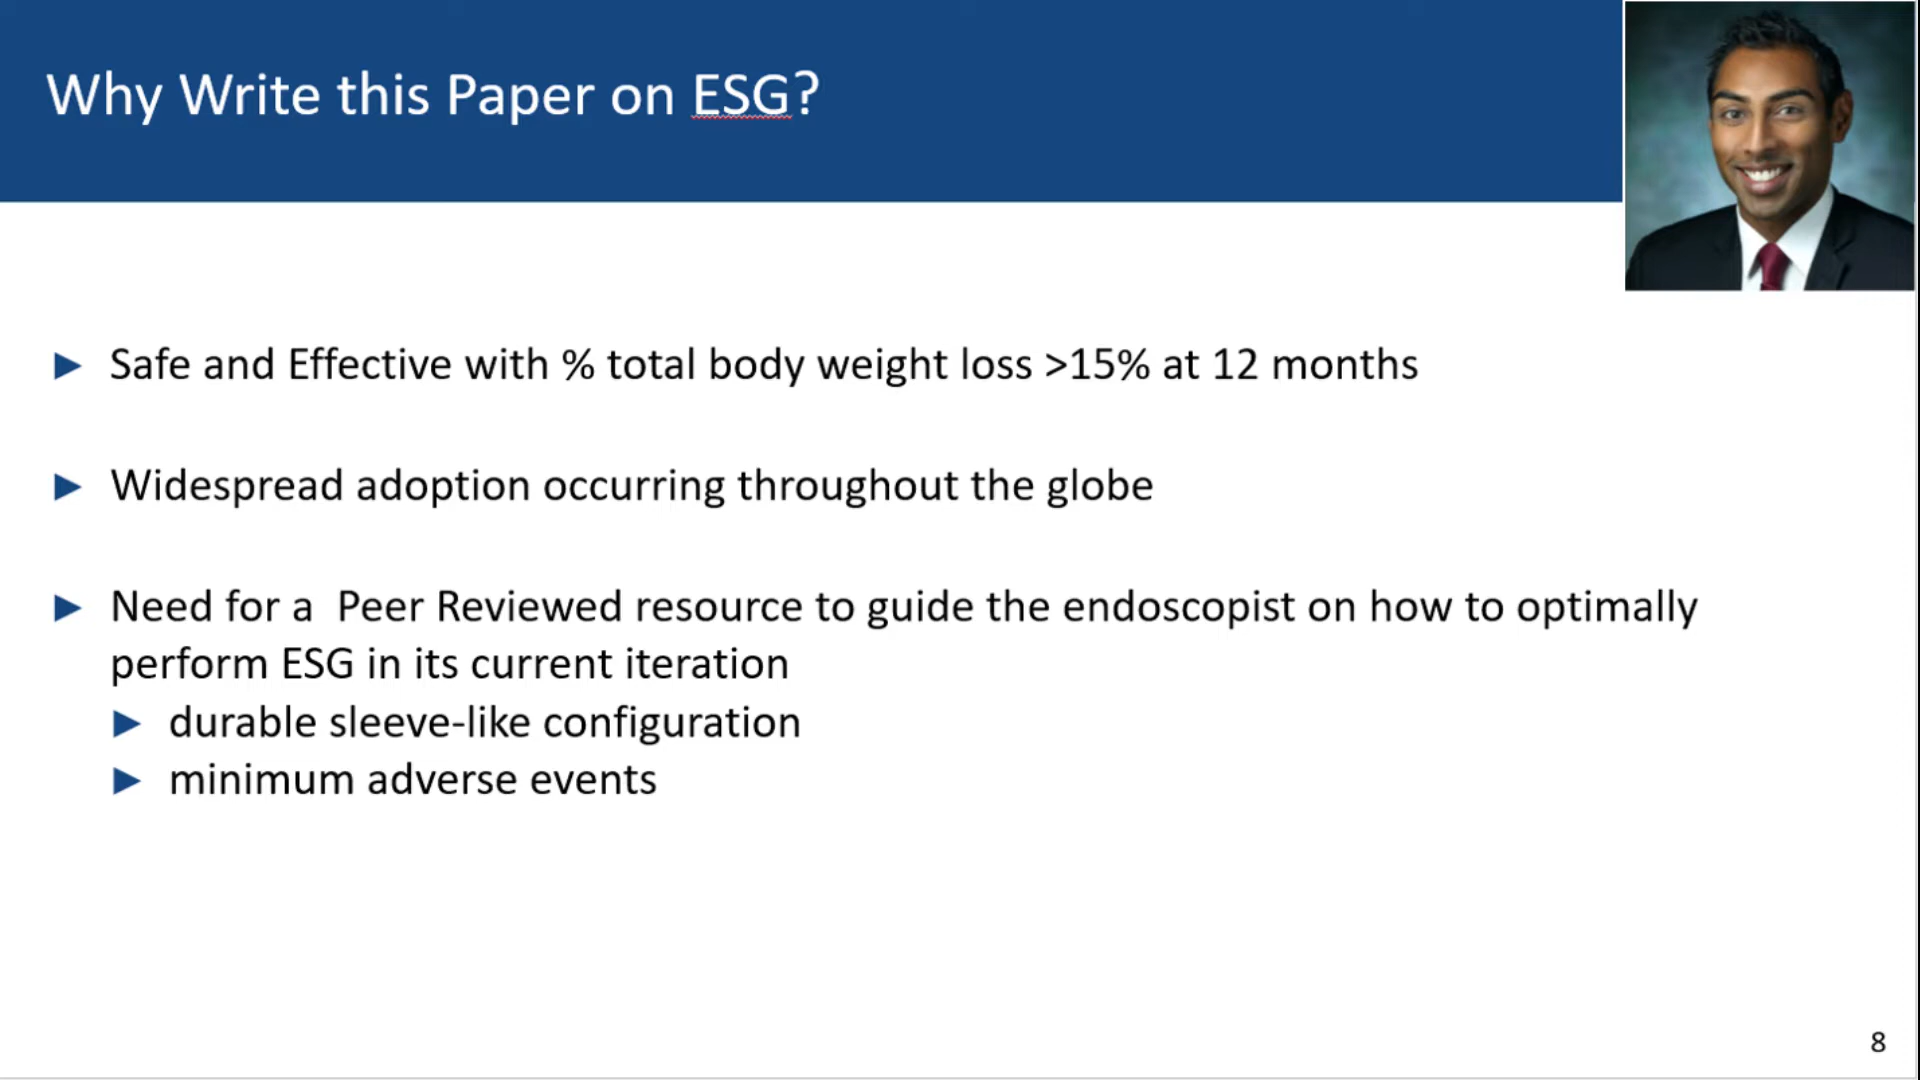 Why Write this Paper on ESG?
► Safe and Effective with % total body weight loss >15% at 12 months
► Widespread adoption occurring throughout the globe
► Need for a  Peer Reviewed resource to guide the endoscopist on how to optimally
perform ESG in its current iteration
► durable sleeve-like configuration
► minimum adverse events
8